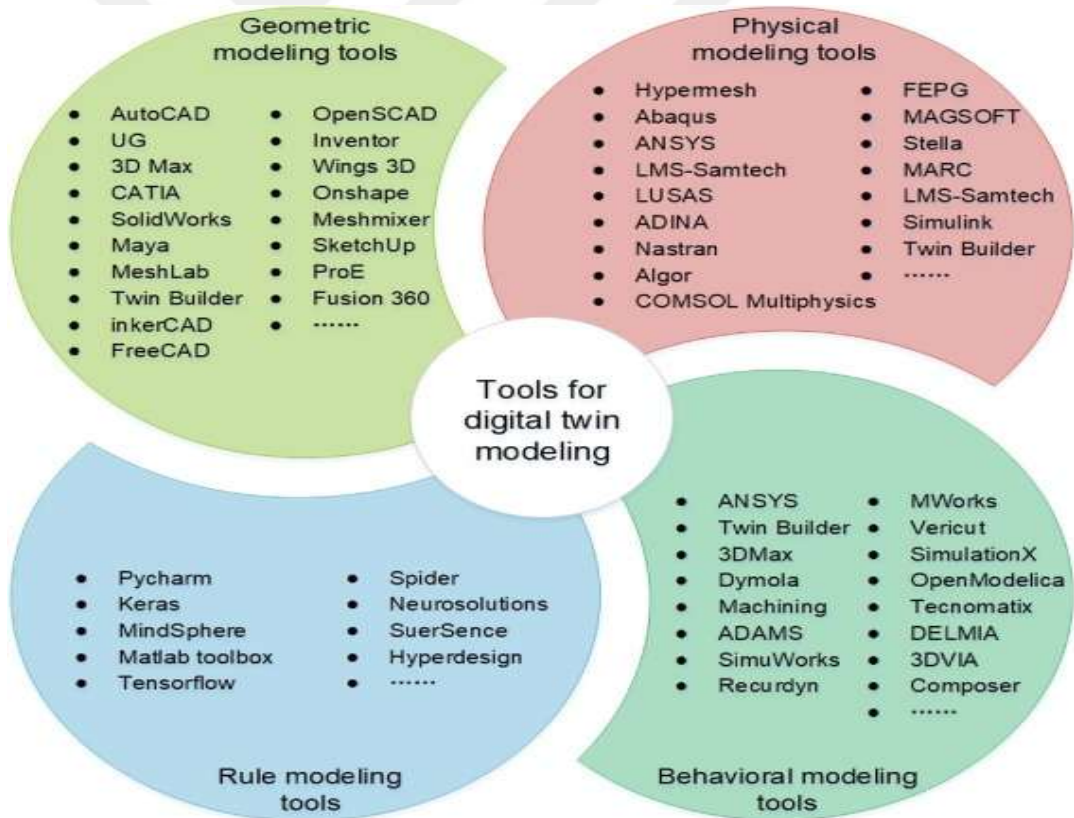 Geometric
modeling tools
• AutoCAD
• UG
• 3D Max
• CATIA
• SolidWorks
• Maya
• MeshLab
• Twin Builder
• inkerCAD
• FreeCAD
• OpenSCAD
• Inventor
• Wings 3D
• Onshape
• Meshmixer
• SketchUp
• ProE
• Fusion 360
• ······
Physical
modeling tools
• Hypermesh
• Abaqus
• ANSYS
• LMS-Samtech
• LUSAS
• ADINA
• Nastran
• Algor
• COMSOL Multiphysics
• FEPG
• MAGSOFT
• Stella
• MARC
• LMS-Samtech
• Simulink
• Twin Builder
• ······
Tools for
digital twin
modeling
• Pycharm
• Keras
• MindSphere
• Matlab toolbox
• Tensorflow
• Spider
• Neurosolutions
• SuerSence
• Hyperdesign
• ······
Rule modeling
tools
• ANSYS
• Twin Builder
• 3DMax
• Dymola
• Machining
• ADAMS
• SimuWorks
• Recurdyn
• MWorks
• Vericut
• SimulationX
• OpenModelica
• Tecnomatix
• DELMIA
• 3DVIA
• Composer
• ······
Behavioral modeling
tools